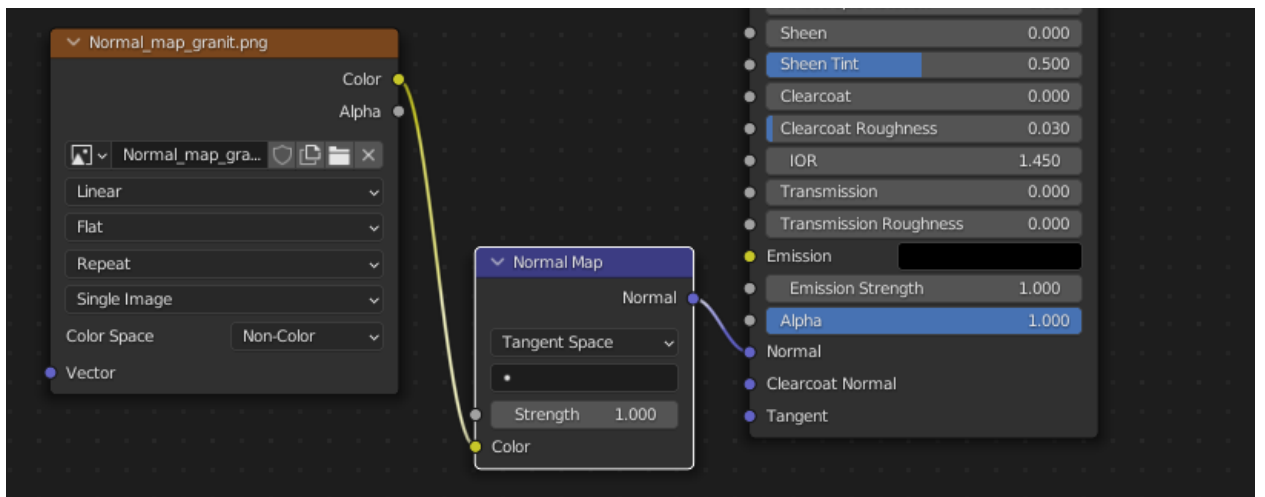 Normal_map_granit.png
Color
Alpha
Normal_map_gra...
Linear
Flat
Repeat
Single Image
Color Space Non-Color
Vector
Normal Map
Normal
Tangent Space
Strength 1.000
Color
Sheen 0.000
Sheen Tint 0.500
Clearcoat 0.000
Clearcoat Roughness 0.030
IOR 1.450
Transmission 0.000
Transmission Roughness 0.000
Emission
Emission Strength 1.000
Alpha 1.000
Normal
Clearcoat Normal
Tangent